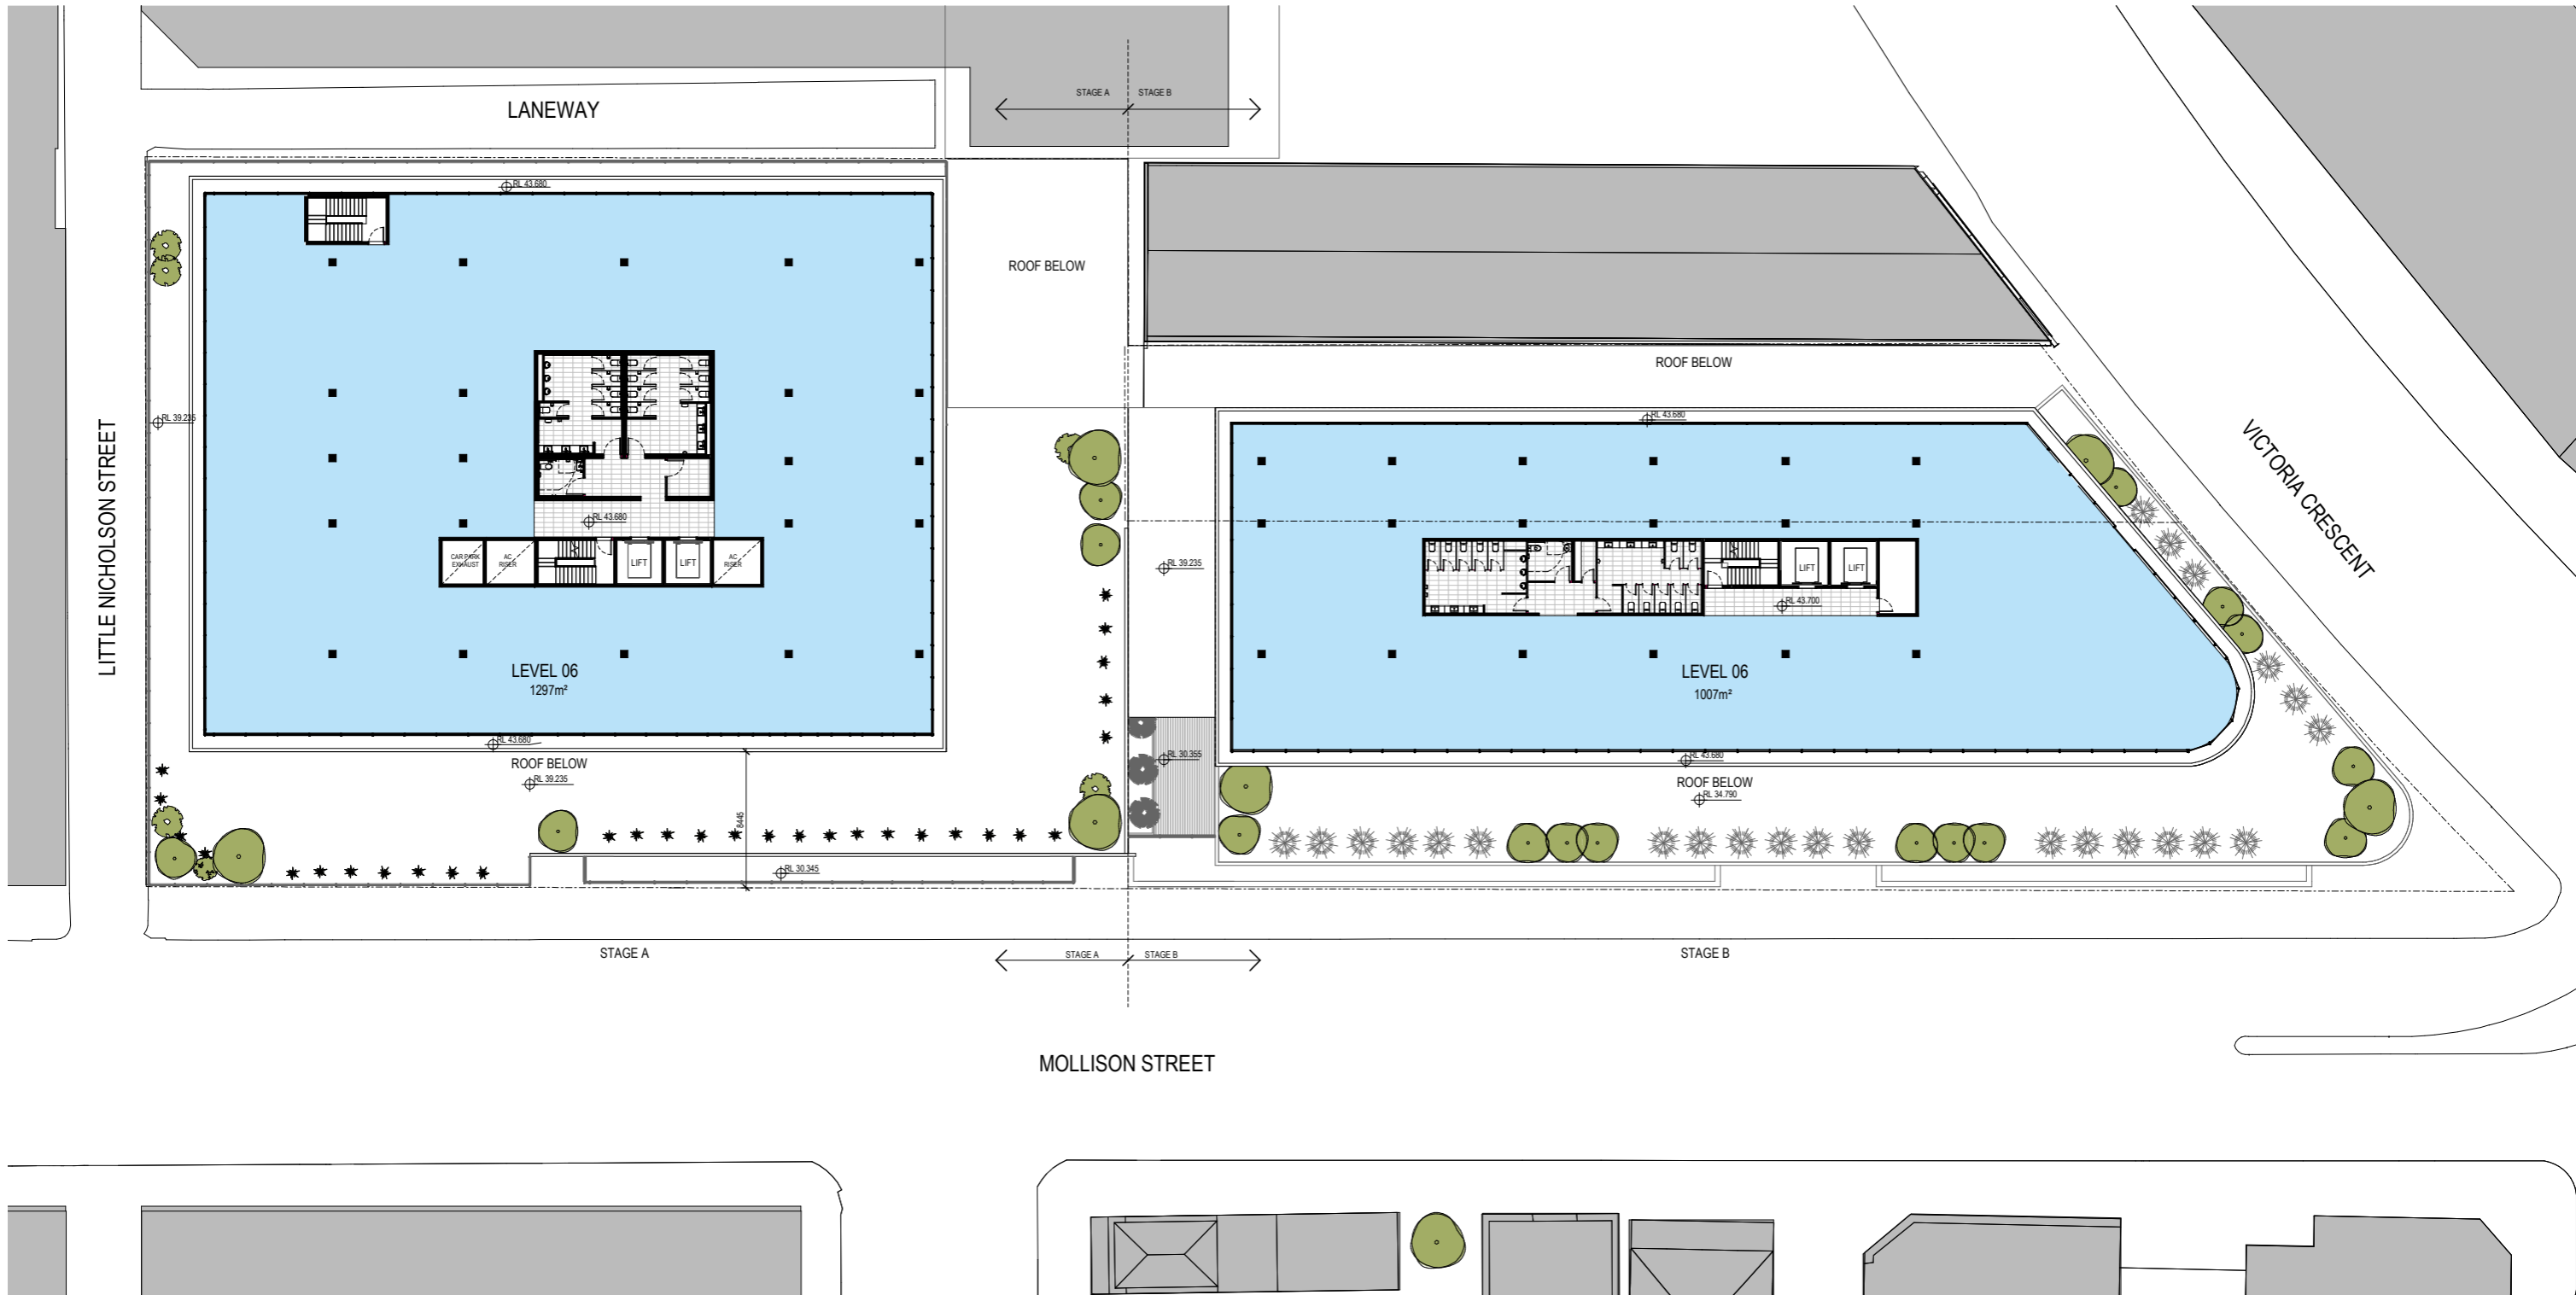 LANEWAY
STAGE A
STAGE B
RL 43.680
ROOF BELOW
ROOF BELOW
RL 39.235
RL 43.680
LITTLE NICHOLSON STREET
VICTORIA CRESCENT
RL 43.680
CAR PARK
EXHAUST
AC
RISER
LIFT
LIFT
AC
RISER
RL 39.235
LIFT
LIFT
RL 43.700
LEVEL 06
1297m²
LEVEL 06
1007m²
RL 43.680
ROOF BELOW
RL 39.235
RL 30.355
RL 43.680
ROOF BELOW
RL 34.790
8445
RL 30.345
STAGE A
STAGE A
STAGE B
STAGE B
MOLLISON STREET